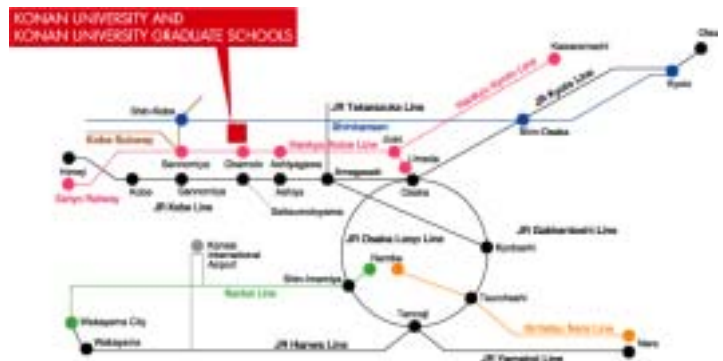 KONAN UNIVERSITY AND
KONAN UNIVERSITY GRADUATE SCHOOLS
Kawaramachi
Otsu
Hankyu Kyoto Line
JR Kyoto Line
Kyoto
Shin-Kobe
JR Takarazuka Line
Shinkansen
Shin-Osaka
Kobe Subway
Hankyu Kobe Line
Juso
Umeda
Himeji
Sannomiya
Okamoto
Ashiyagawa
Amagasaki
Osaka
Sanyo Railway
Kobe
Sannomiya
Ashiya
JR Kobe Line
Settsumotoyama
JR Osaka Loop Line
JR Gakkentoshi Line
Kansai
International
Airport
Namba
Kyobashi
Shin-Imamiya
Nankai Line
Tsuruhashi
Wakayama City
Tennoji
Kintetsu Nara Line
Wakayama
JR Hanwa Line
JR Yamatoji Line
Nara